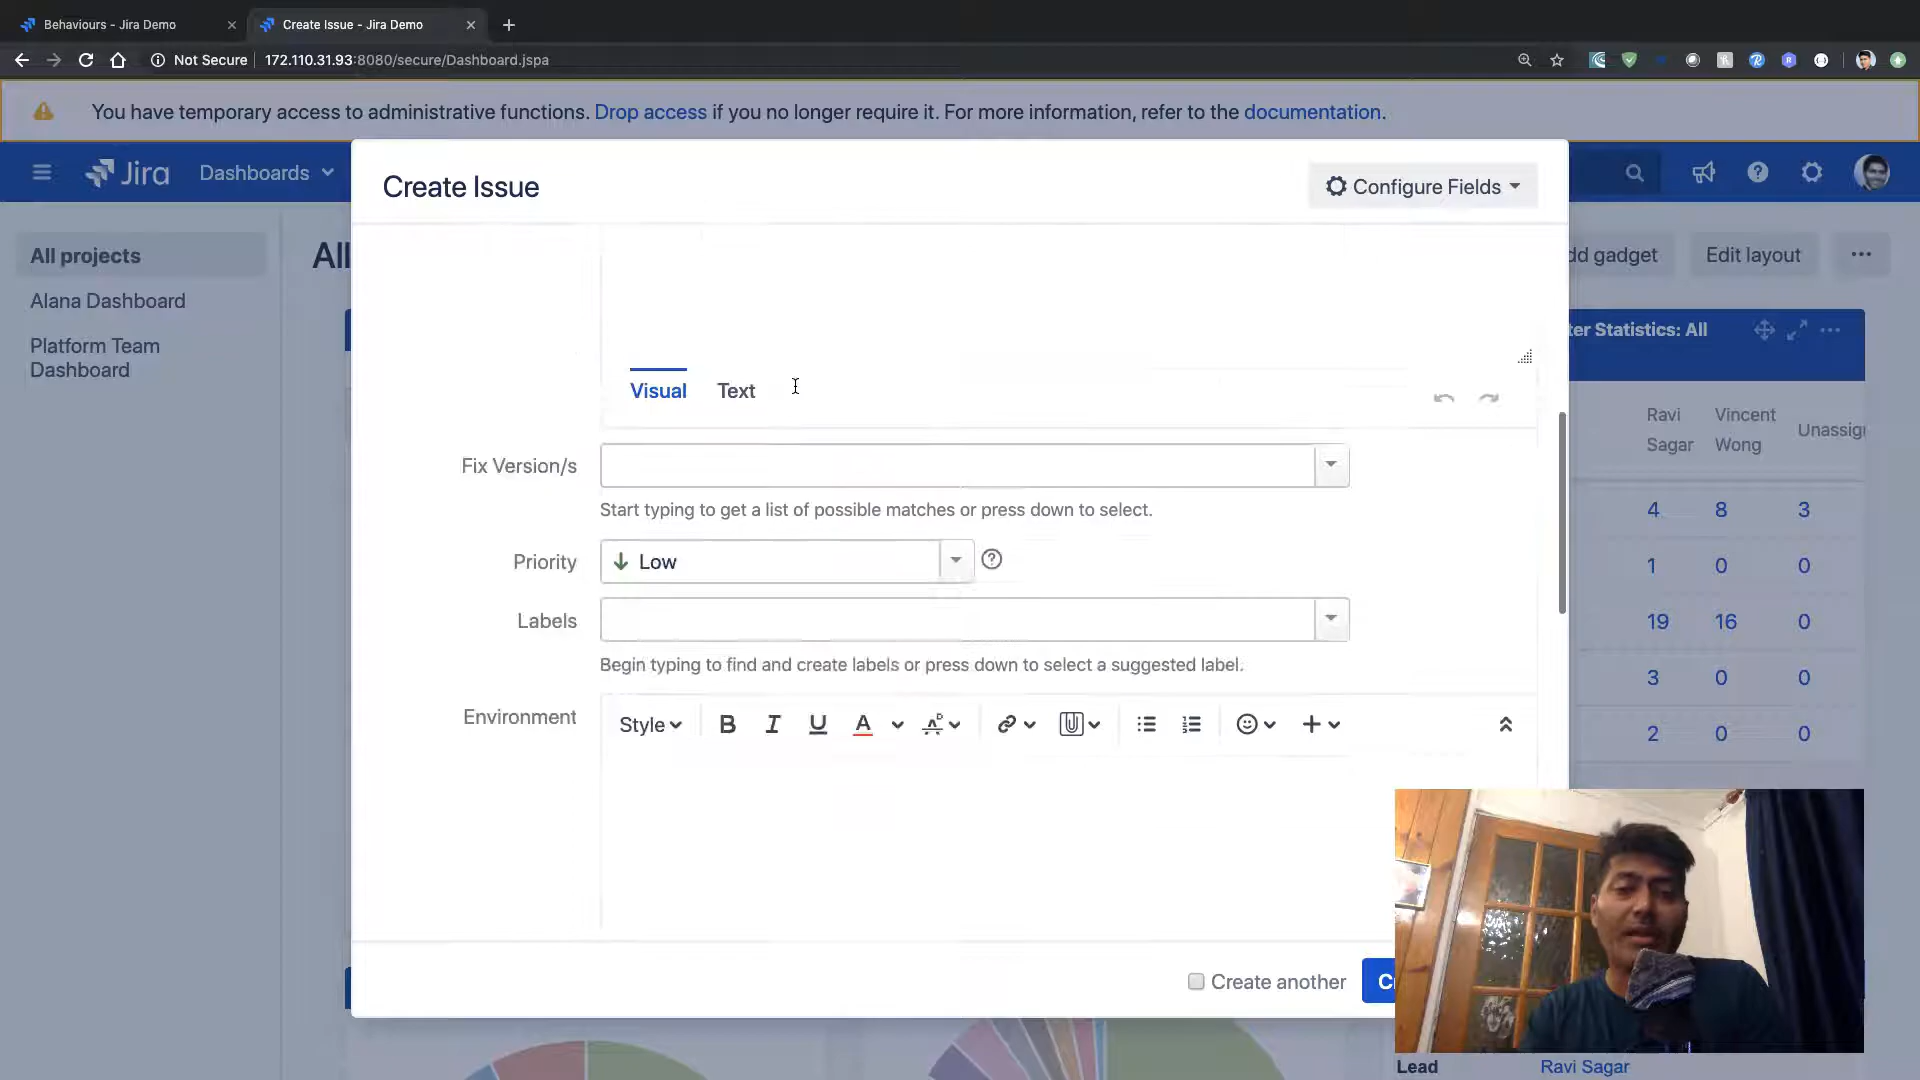 Behaviours - Jira Demo
Create Issue - Jira Demo
Not Secure
172.110.31.93:8080/secure/Dashboard.jspa
You have temporary access to administrative functions. Drop access if you no longer require it. For more information, refer to the documentation.
Jira
Dashboards
Create Issue
Configure Fields
All projects
Alana Dashboard
Platform Team
Dashboard
All
dd gadget
Edit layout
ter Statistics: All
Visual
Text
Ravi
Sagar
Vincent
Wong
Unassig
Fix Version/s
Start typing to get a list of possible matches or press down to select.
4 8 3
Priority
Low
1 0 0
Labels
19 16 0
Begin typing to find and create labels or press down to select a suggested label.
3 0 0
Environment
Style
B I U A
2 0 0
Create another
C
Lead
Ravi Sagar